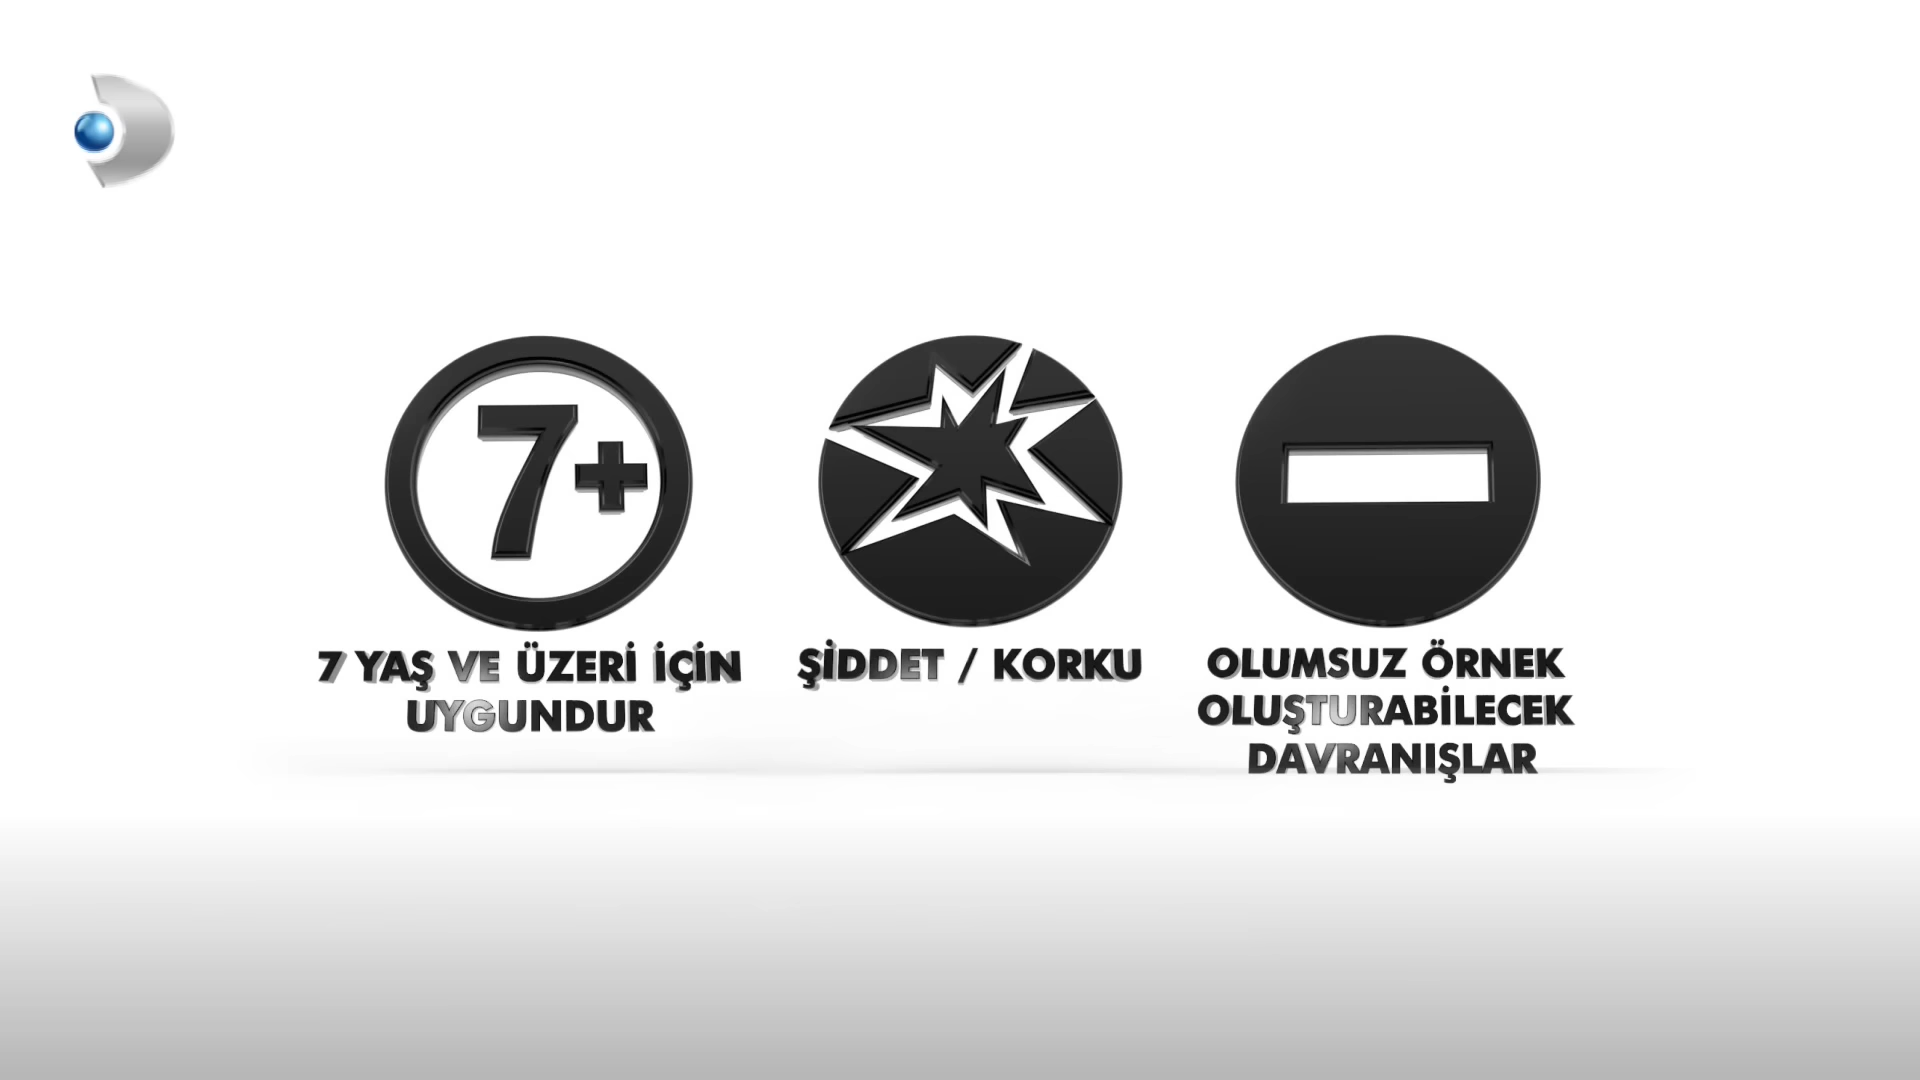 7+
7 YAŞ VE ÜZERİ İÇİN
UYGUNDUR
ŞİDDET / KORKU
OLUMSUZ ÖRNEK
OLUŞTURABİLECEK
DAVRANIŞLAR